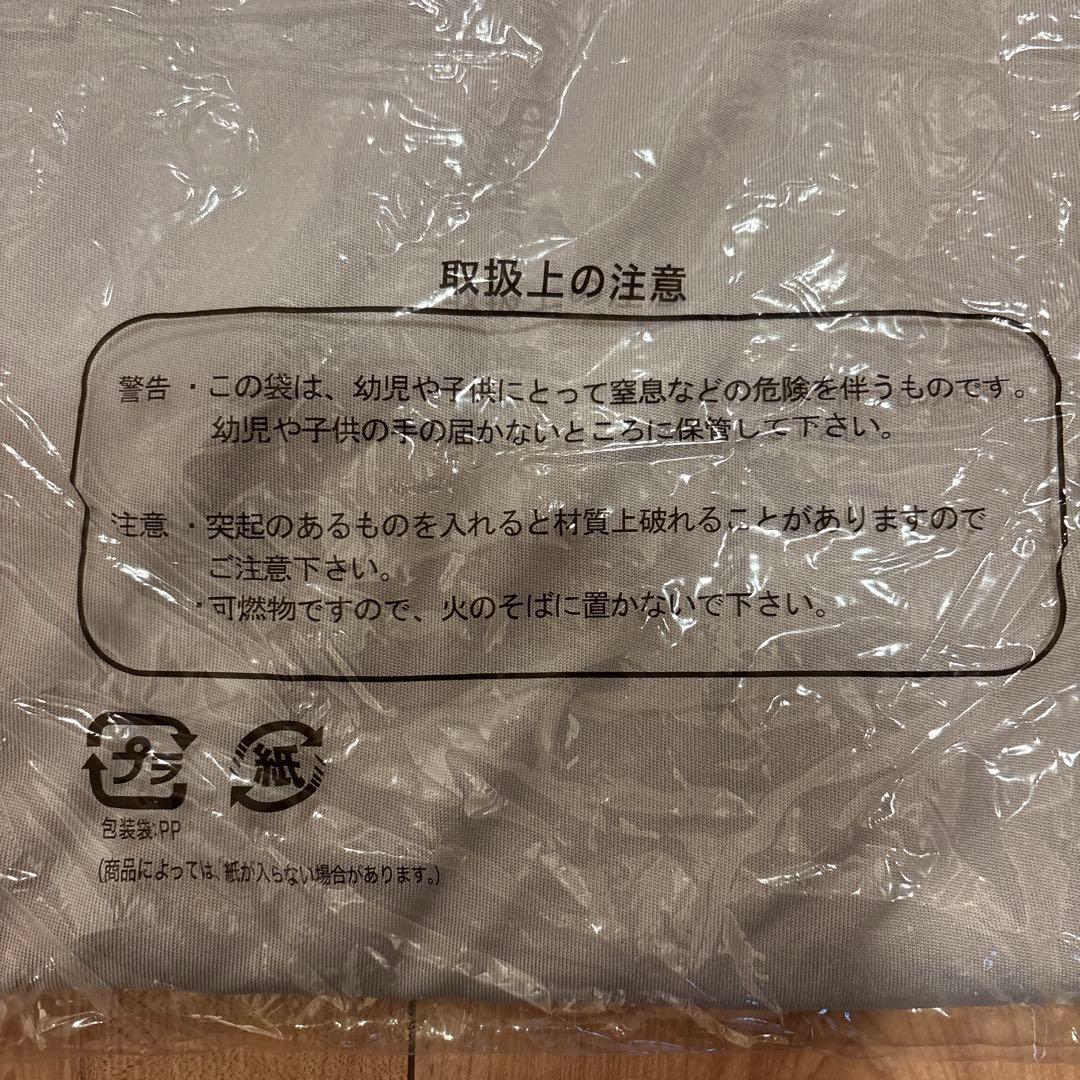 取扱上の注意
警告 ・この袋は、幼児や子供にとって窒息などの危険を伴うものです。
幼児や子供の手の届かないところに保管して下さい。
注意 ・突起のあるものを入れると材質上破れることがありますので
ご注意下さい。
・可燃物ですので、火のそばに置かないで下さい。
プラ 紙
包装袋:PP
(商品によっては、紙が入らない場合があります。)